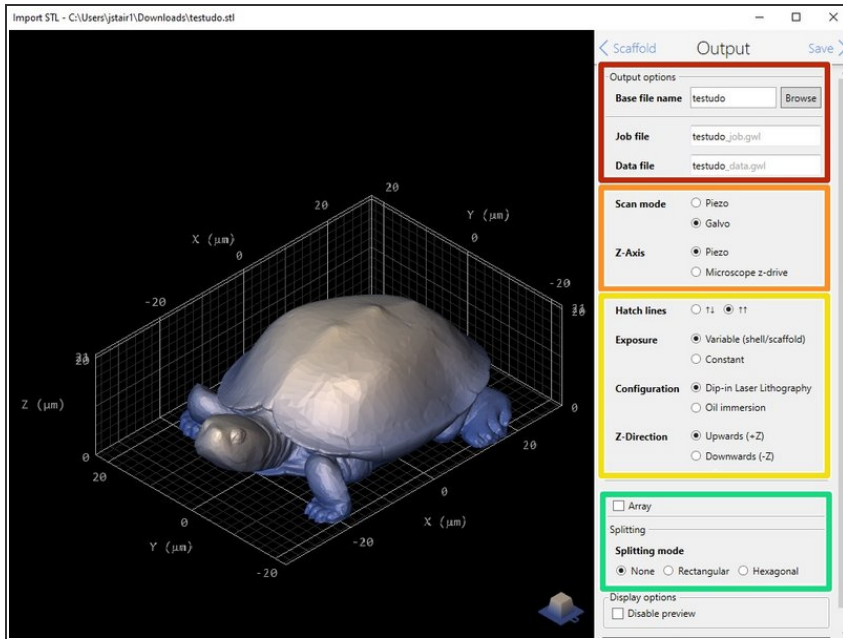 Import STL - C:\Users\jstair1\Downloads\testudo.stl
Scaffold Output Save
Output options
Base file name testudo Browse
Job file testudo_job.gwl
Data file testudo_data.gwl
Scan mode Piezo
Galvo
Z-Axis Piezo
Microscope z-drive
Hatch lines ↑↓ ↑↑
Exposure Variable (shell/scaffold)
Constant
Configuration Dip-in Laser Lithography
Oil immersion
Z-Direction Upwards (+Z)
Downwards (-Z)
Array
Splitting
Splitting mode
None Rectangular Hexagonal
Display options
Disable preview
20
20
Y (µm)
X (µm)
0
0
-20
-20
Z (µm)
0
0
20
20
0
0
X (µm)
Y (µm)
-20
-20